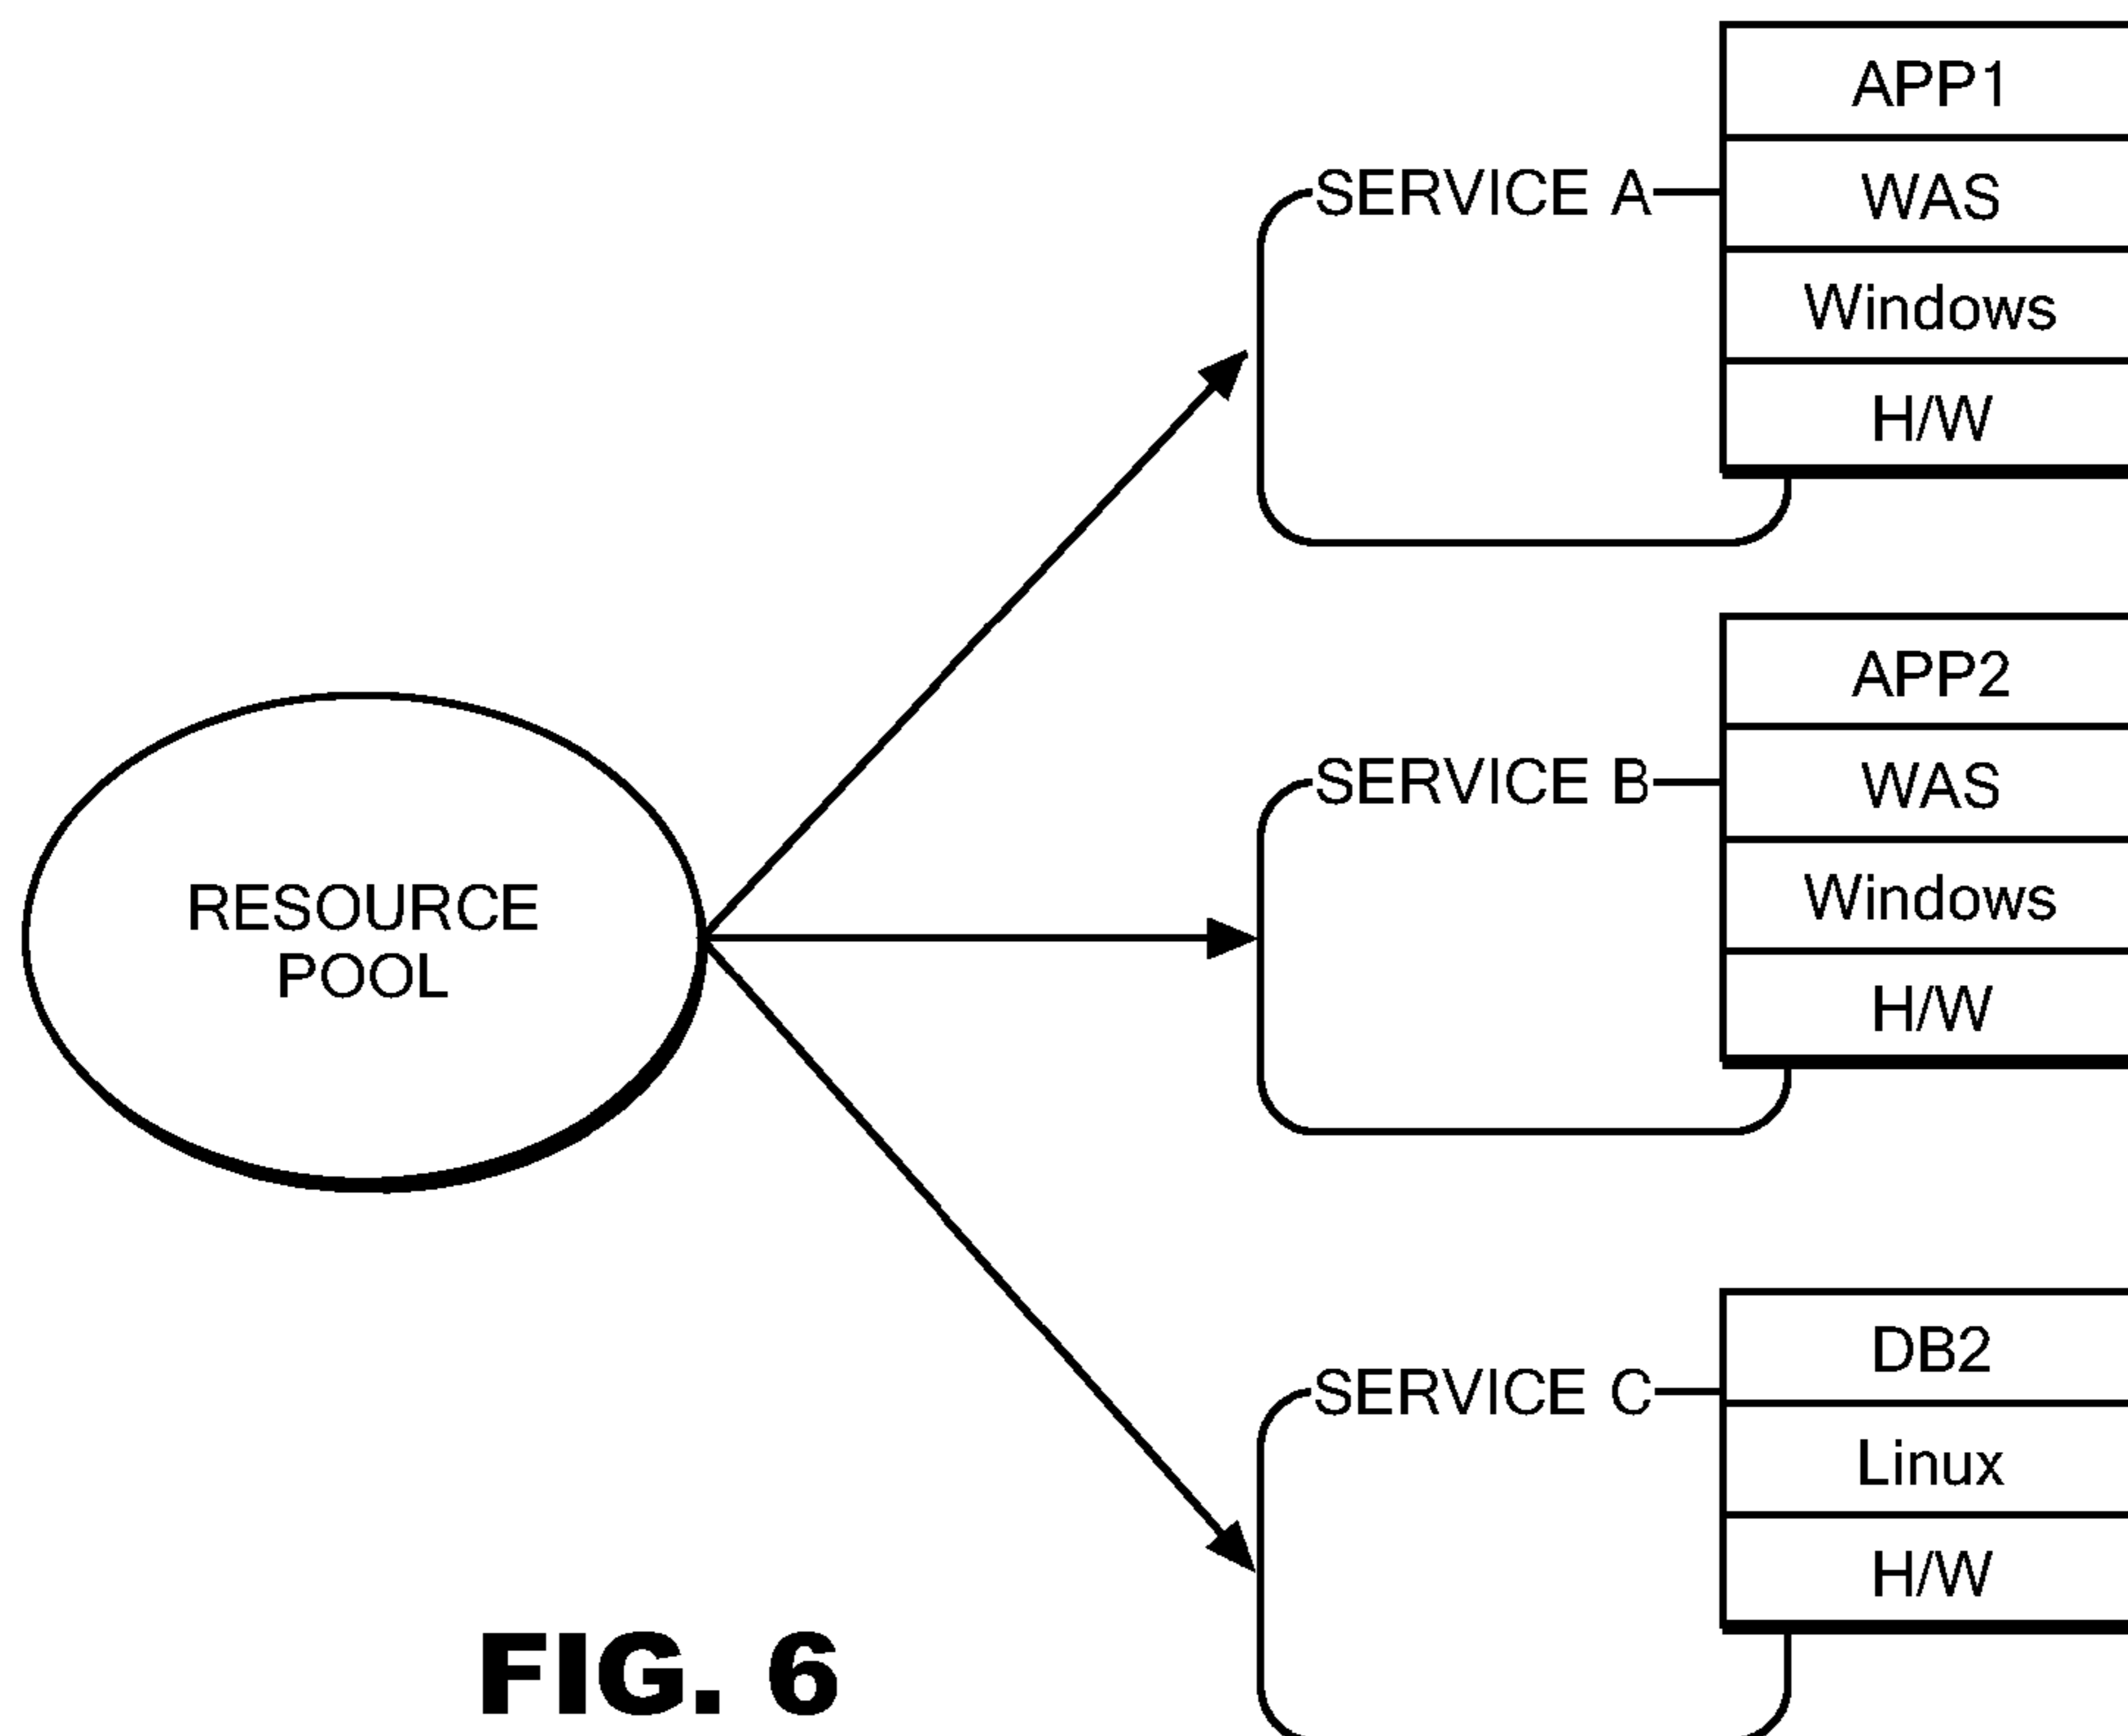 APP1
SERVICE A
WAS
Windows
H/W
APP2
SERVICE B
WAS
Windows
H/W
RESOURCE
POOL
DB2
SERVICE C
Linux
H/W
FIG. 6